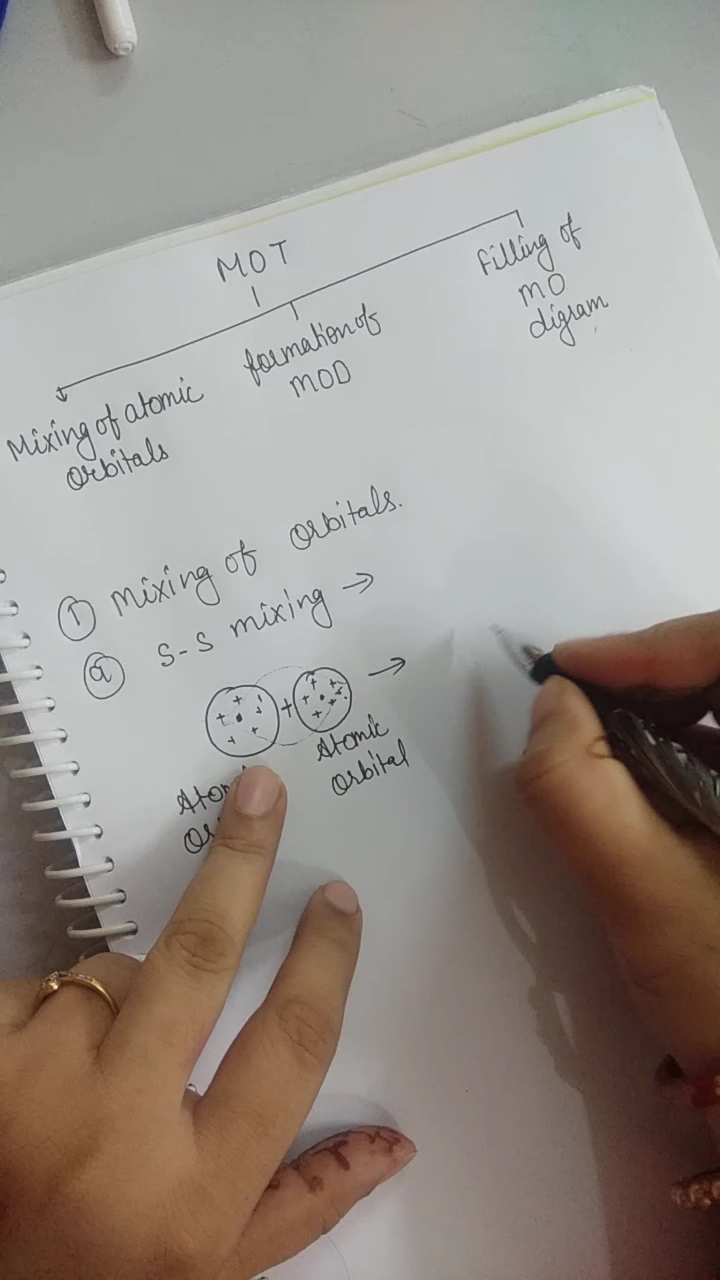 MOT
Mixing of atomic
orbitals
formation of
MOD
Filling of
MO
digram
① Mixing of orbitals.
② S-S mixing →
+ →
Atomic
orbital